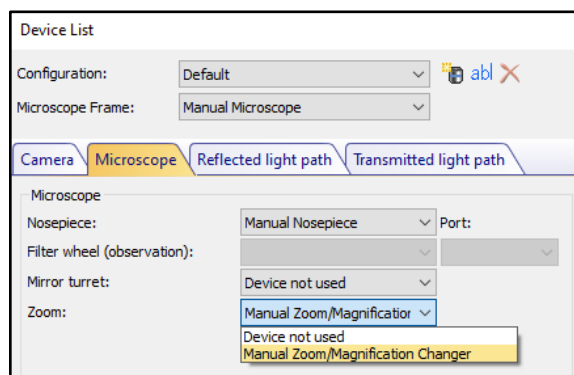 Device List
Configuration: Default abI
Microscope Frame: Manual Microscope
Camera Microscope Reflected light path Transmitted light path
Microscope
Nosepiece: Manual Nosepiece Port:
Filter wheel (observation):
Mirror turret: Device not used
Zoom: Manual Zoom/Magnificatior
Device not used
Manual Zoom/Magnification Changer